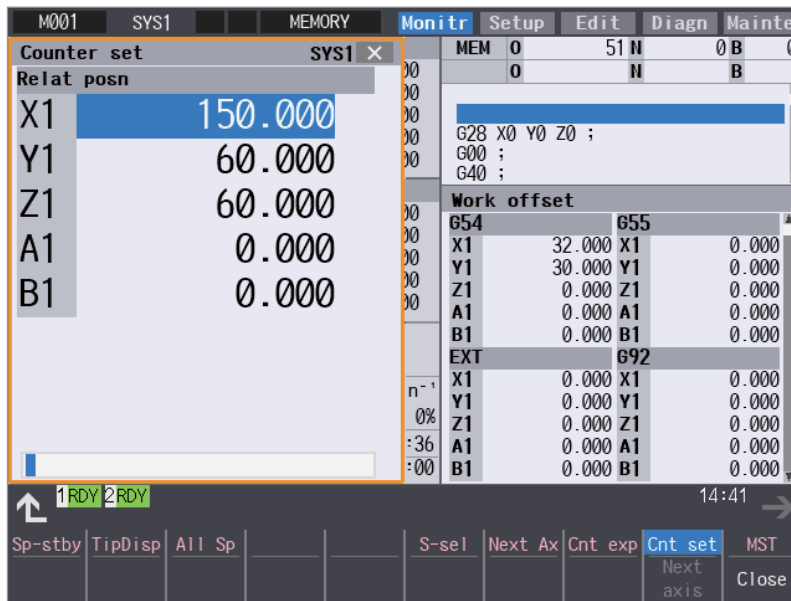 M001 SYS1 MEMORY Monitr Setup Edit Diagn Mainte
Counter set SYS1 ×
Relat posn
X1 150.000
Y1 60.000
Z1 60.000
A1 0.000
B1 0.000
MEM O 51 N 0 B
O N B
G28 X0 Y0 Z0 ;
G00 ;
G40 ;
Work offset
G54 G55
X1 32.000 X1 0.000
Y1 30.000 Y1 0.000
Z1 0.000 Z1 0.000
A1 0.000 A1 0.000
B1 0.000 B1 0.000
EXT G92
X1 0.000 X1 0.000
Y1 0.000 Y1 0.000
Z1 0.000 Z1 0.000
A1 0.000 A1 0.000
B1 0.000 B1 0.000
0%
:36
:00
1 RDY 2 RDY 14:41
Sp-stby TipDisp All Sp S-sel Next Ax Cnt exp Cnt set MST
Next axis Close